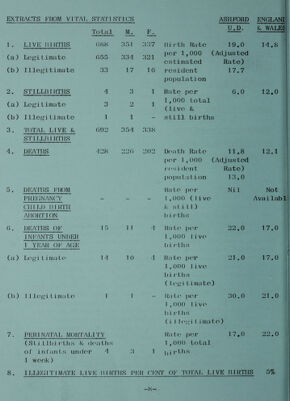 EXTRACTS FROM VITAL STATISTICS ASHFORD ENGLAND
Total M. F. U.D. & WALES
1. LIVE BIRTHS 688 351 337 Birth Rate 19.0 14.8
per 1,000 (Adjusted
(a) Legitimate 655 334 321 estimated Rate)
(b) Illegitimate 33 17 16 resident 17.7
population
2. STILLBIRTHS 4 3 1 Rate per 6.0 12.0
1,000 total
(a) Legitimate 3 2 1 (live &
(b) Illegitimate 1 1 - still births
3. TOTAL LIVE & 692 354 338
STILLBIRTHS
4. DEATHS 428 226 202 Death Rate 11.8 12.1
per 1,000 (Adjusted
resident Rate)
population 13.0
5. DEATHS FROM Rate per Nil Not
PREGNANCY - - - 1,000 (live Availabl
CHILD BIRTH & still)
ABORTION births
6. DEATHS OF 15 11 4 Rate per 22.0 17.0
INFANTS UNDER 1,000 live
1 YEAR OF AGE births
(a) Legitimate 14 10 4 Rate per 21.0 17.0
1,000 live
births
(legitimate)
(b) Illegitimate 1 1 - Rate per 30.0 21.0
1,000 live
births
(illegitimate)
7. PERINATAL MORTALITY Rate per 17.0 22.0
(Stillbirths & deaths 1,000 total
of infants under 4 3 1 births
1 week)
8. ILLEGITIMATE LIVE BIRTHS PER CENT OF TOTAL LIVE BIRTHS 5%
-8-